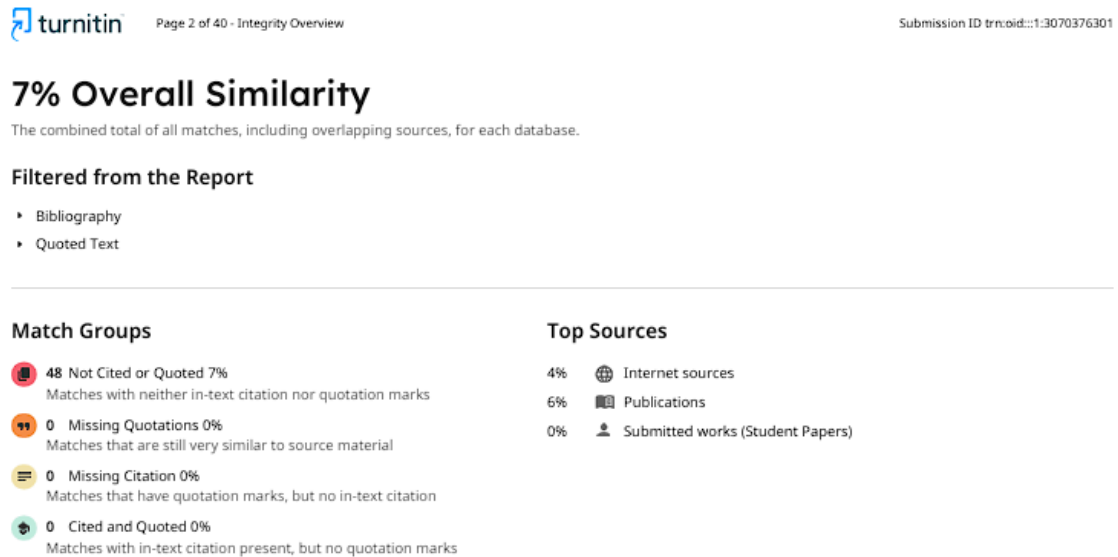 turnitin Page 2 of 40 - Integrity Overview Submission ID trn:oid:::1:3070376301
7% Overall Similarity
The combined total of all matches, including overlapping sources, for each database.
Filtered from the Report
Bibliography
Quoted Text
Match Groups
48 Not Cited or Quoted 7%
Matches with neither in-text citation nor quotation marks
0 Missing Quotations 0%
Matches that are still very similar to source material
0 Missing Citation 0%
Matches that have quotation marks, but no in-text citation
0 Cited and Quoted 0%
Matches with in-text citation present, but no quotation marks
Top Sources
4% Internet sources
6% Publications
0% Submitted works (Student Papers)